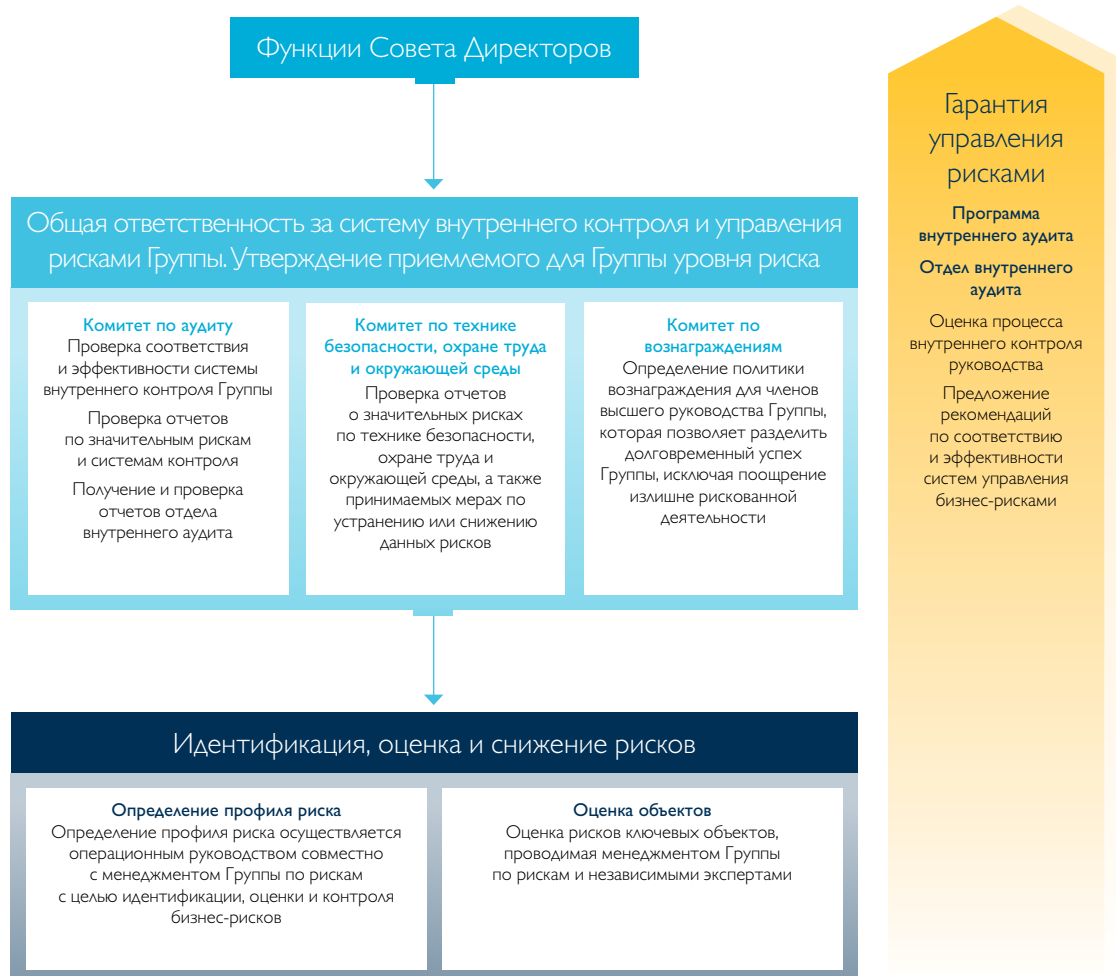 Функции Совета Директоров
Общая ответственность за систему внутреннего контроля и управления
рисками Группы. Утверждение приемлемого для Группы уровня риска
Комитет по аудиту
Проверка соответствия
и эффективности системы
внутреннего контроля Группы
Проверка отчетов
по значительным рискам
и системам контроля
Получение и проверка
отчетов отдела
внутреннего аудита
Комитет по технике
безопасности, охране труда
и окружающей среды
Проверка отчетов
о значительных рисках
по технике безопасности,
охране труда и
окружающей среды, а также
принимаемых мерах по
устранению или снижению
данных рисков
Комитет по
вознаграждениям
Определение политики
вознаграждения для членов
высшего руководства Группы,
которая позволяет разделить
долговременный успех
Группы, исключая поощрение
излишне рискованной
деятельности
Идентификация, оценка и снижение рисков
Определение профиля риска
Определение профиля риска осуществляется
операционным руководством совместно
с менеджментом Группы по рискам
с целью идентификации, оценки и контроля
бизнес-рисков
Оценка объектов
Оценка рисков ключевых объектов,
проводимая менеджментом Группы
по рискам и независимыми экспертами
Гарантия
управления
рисками
Программа
внутреннего аудита
Отдел внутреннего
аудита
Оценка процесса
внутреннего контроля
руководства
Предложение
рекомендаций
по соответствию
и эффективности
систем управления
бизнес-рисками